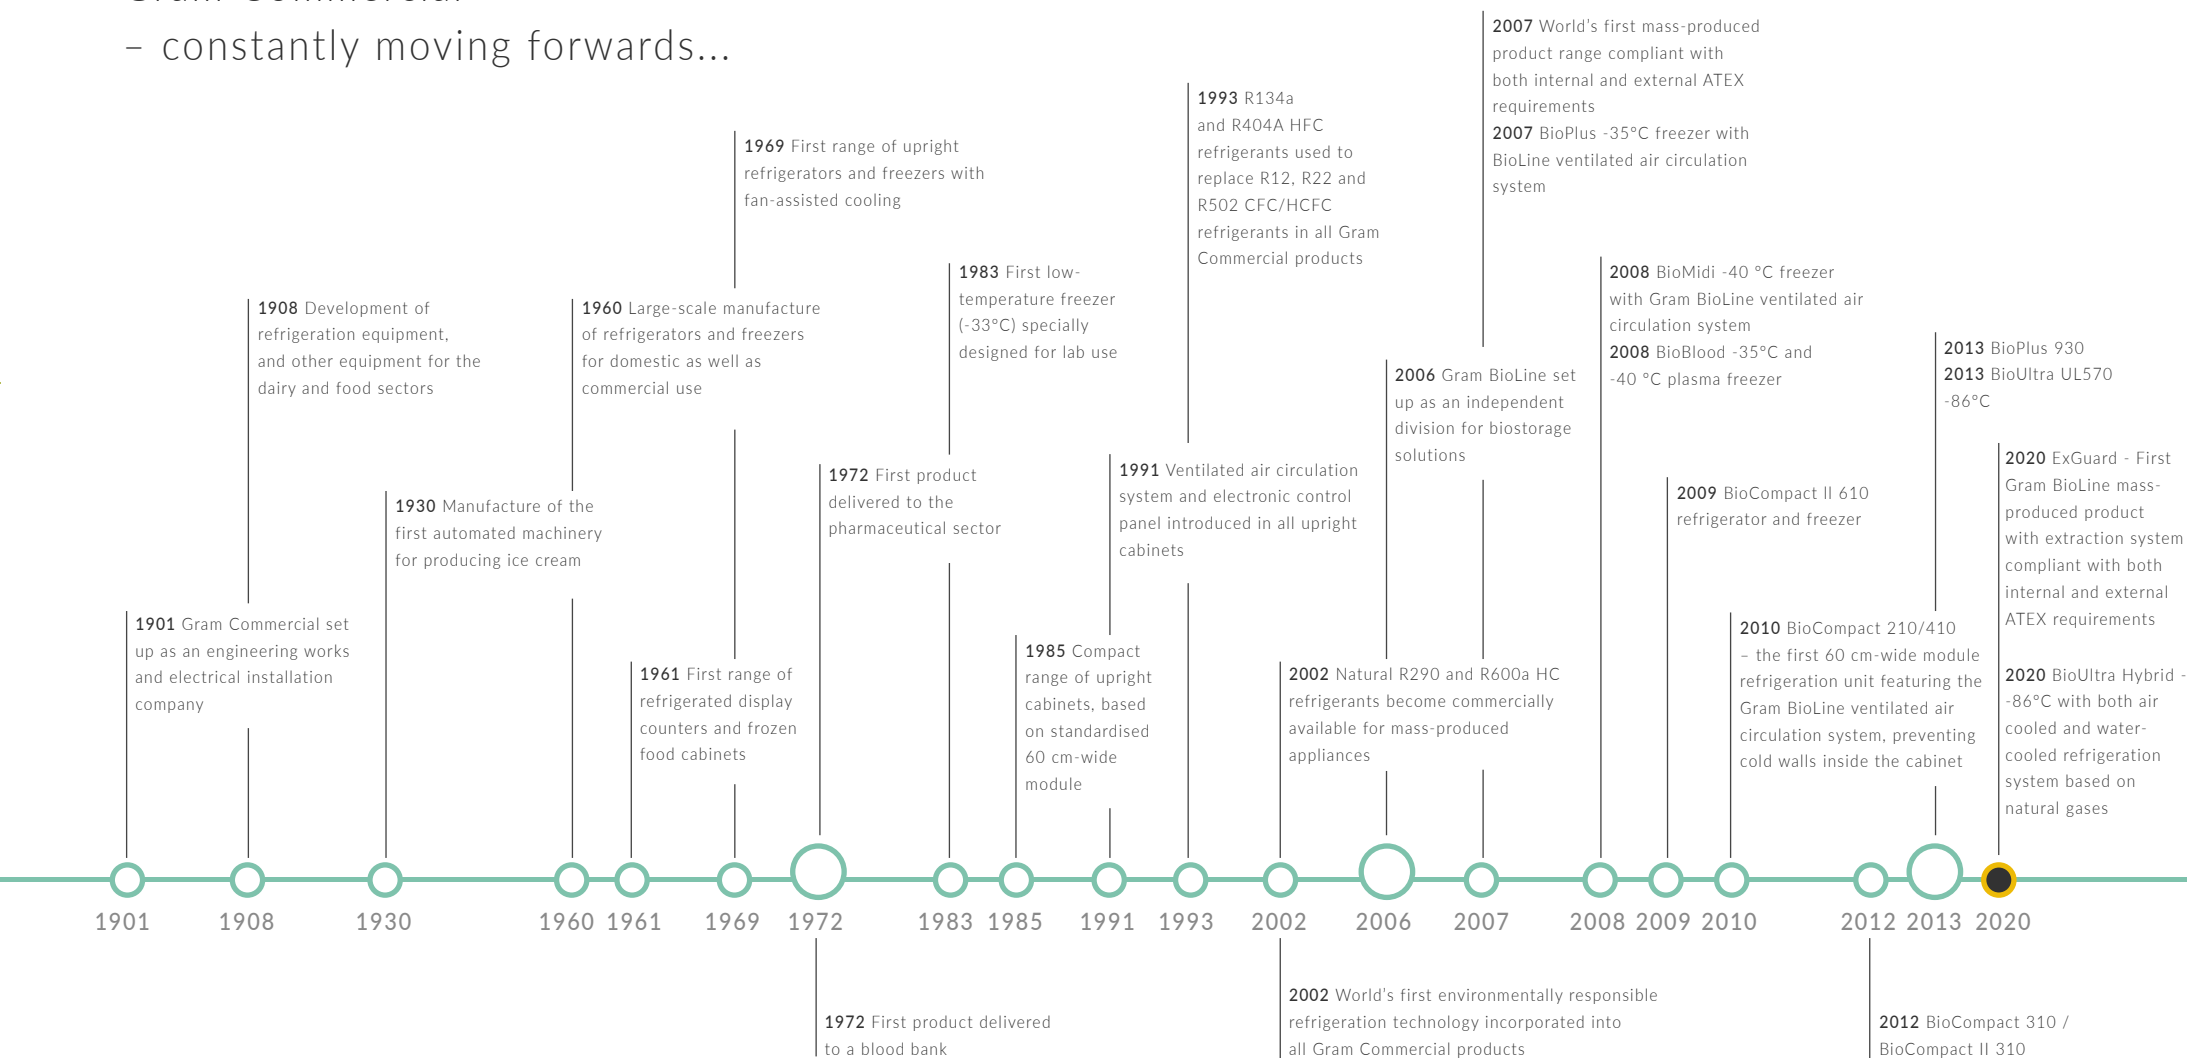 – constantly moving forwards...
1901 Gram Commercial set
up as an engineering works
and electrical installation
company
1908 Development of
refrigeration equipment,
and other equipment for the
dairy and food sectors
1930 Manufacture of the
first automated machinery
for producing ice cream
1960 Large-scale manufacture
of refrigerators and freezers
for domestic as well as
commercial use
1961 First range of
refrigerated display
counters and frozen
food cabinets
1969 First range of upright
refrigerators and freezers with
fan-assisted cooling
1972 First product
delivered to the
pharmaceutical sector
1983 First low-
temperature freezer
(-33°C) specially
designed for lab use
1985 Compact
range of upright
cabinets, based
on standardised
60 cm-wide
module
1991 Ventilated air circulation
system and electronic control
panel introduced in all upright
cabinets
1993 R134a
and R404A HFC
refrigerants used to
replace R12, R22 and
R502 CFC/HCFC
refrigerants in all Gram
Commercial products
2002 Natural R290 and R600a HC
refrigerants become commercially
available for mass-produced
appliances
2006 Gram BioLine set
up as an independent
division for biostorage
solutions
2007 World's first mass-produced
product range compliant with
both internal and external ATEX
requirements
2007 BioPlus -35°C freezer with
BioLine ventilated air circulation
system
2008 BioMidi -40 °C freezer
with Gram BioLine ventilated air
circulation system
2008 BioBlood -35°C and
-40 °C plasma freezer
2009 BioCompact II 610
refrigerator and freezer
2010 BioCompact 210/410
– the first 60 cm-wide module
refrigeration unit featuring the
Gram BioLine ventilated air
circulation system, preventing
cold walls inside the cabinet
2013 BioPlus 930
2013 BioUltra UL570
-86°C
2020 ExGuard - First
Gram BioLine mass-
produced product
with extraction system
compliant with both
internal and external
ATEX requirements
2020 BioUltra Hybrid -
-86°C with both air
cooled and water-
cooled refrigeration
system based on
natural gases
1901 1908 1930 1960 1961 1969 1972 1983 1985 1991 1993 2002 2006 2007 2008 2009 2010 2012 2013 2020
1972 First product delivered
to a blood bank
2002 World's first environmentally responsible
refrigeration technology incorporated into
all Gram Commercial products
2012 BioCompact 310 /
BioCompact II 310